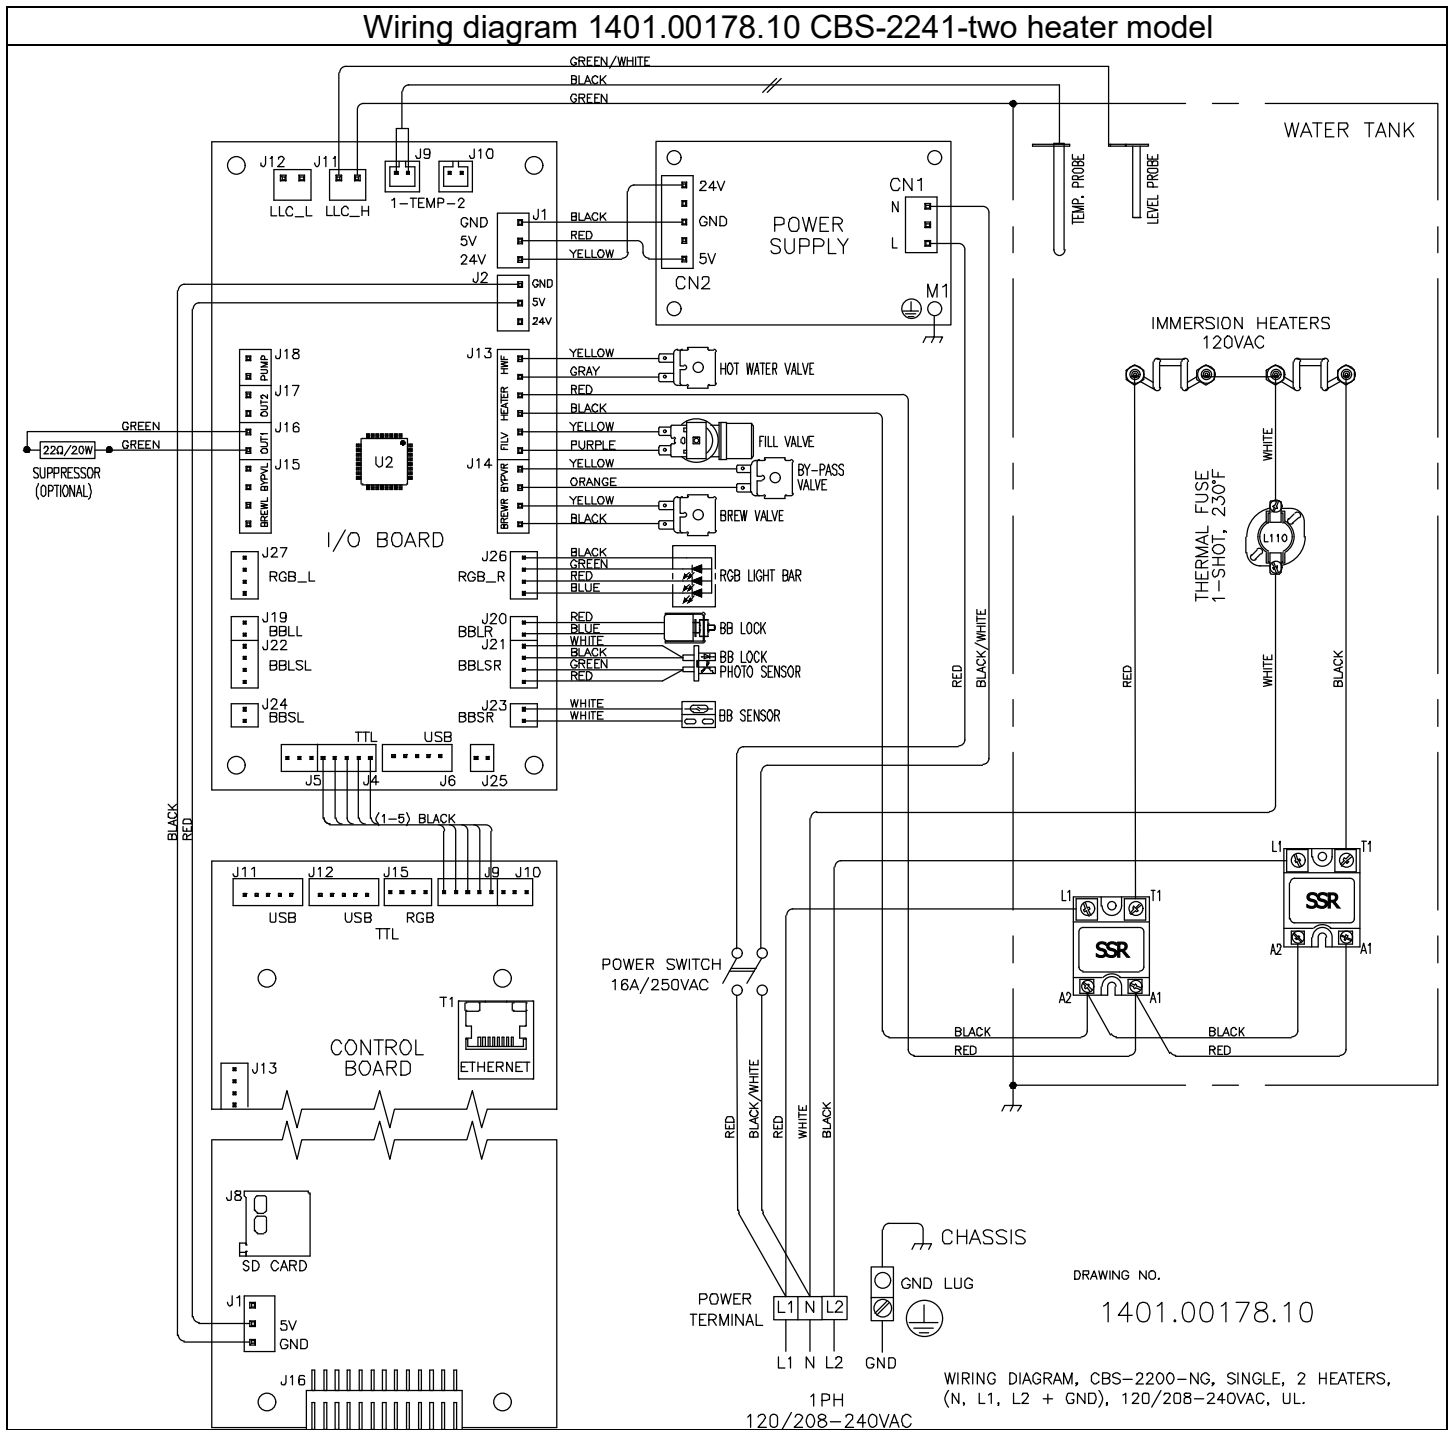 Wiring diagram 1401.00178.10 CBS-2241-two heater model
GREEN/WHITE
BLACK
GREEN
WATER TANK
J12
J11
J9
J10
LLC_L
LLC_H
1-TEMP-2
TEMP. PROBE
LEVEL PROBE
GND
J1
5V
24V
BLACK
RED
YELLOW
24V
GND
5V
CN2
POWER
SUPPLY
CN1
N
L
M1
J2
GND
5V
24V
IMMERSION HEATERS
120VAC
J18
PUMP
J17
OUT2
J16
OUT1
J15
BYPVL
BREWL
GREEN
GREEN
22Ω/20W
SUPPRESSOR
(OPTIONAL)
U2
I/O BOARD
J13
HWF
HEATER
FILV
J14
BYPVR
BREWR
YELLOW
GRAY
RED
BLACK
YELLOW
PURPLE
YELLOW
ORANGE
YELLOW
BLACK
HOT WATER VALVE
FILL VALVE
BY-PASS
VALVE
BREW VALVE
WHITE
THERMAL FUSE
1-SHOT, 230°F
L110
J27
RGB_L
J26
RGB_R
BLACK
GREEN
RED
BLUE
RGB LIGHT BAR
J19
BBLL
J22
BBLSL
J20
BBLR
J21
BBLSR
RED
BLUE
WHITE
BLACK
GREEN
RED
BB LOCK
BB LOCK
PHOTO SENSOR
J24
BBSL
J23
BBSR
WHITE
WHITE
BB SENSOR
RED
BLACK/WHITE
RED
WHITE
BLACK
TTL
USB
J5
J4
J6
J25
BLACK
RED
(1-5) BLACK
J11
J12
J15
J9
J10
USB
USB
RGB
TTL
L1
T1
SSR
A2
A1
L1
T1
SSR
A2
A1
POWER SWITCH
16A/250VAC
T1
ETHERNET
CONTROL
BOARD
J13
BLACK
RED
BLACK
RED
RED
BLACK/WHITE
RED
WHITE
BLACK
J8
SD CARD
J1
5V
GND
J16
CHASSIS
GND LUG
POWER
TERMINAL
L1 N L2
L1 N L2
GND
1PH
120/208-240VAC
DRAWING NO.
1401.00178.10
WIRING DIAGRAM, CBS-2200-NG, SINGLE, 2 HEATERS,
(N, L1, L2 + GND), 120/208-240VAC, UL.